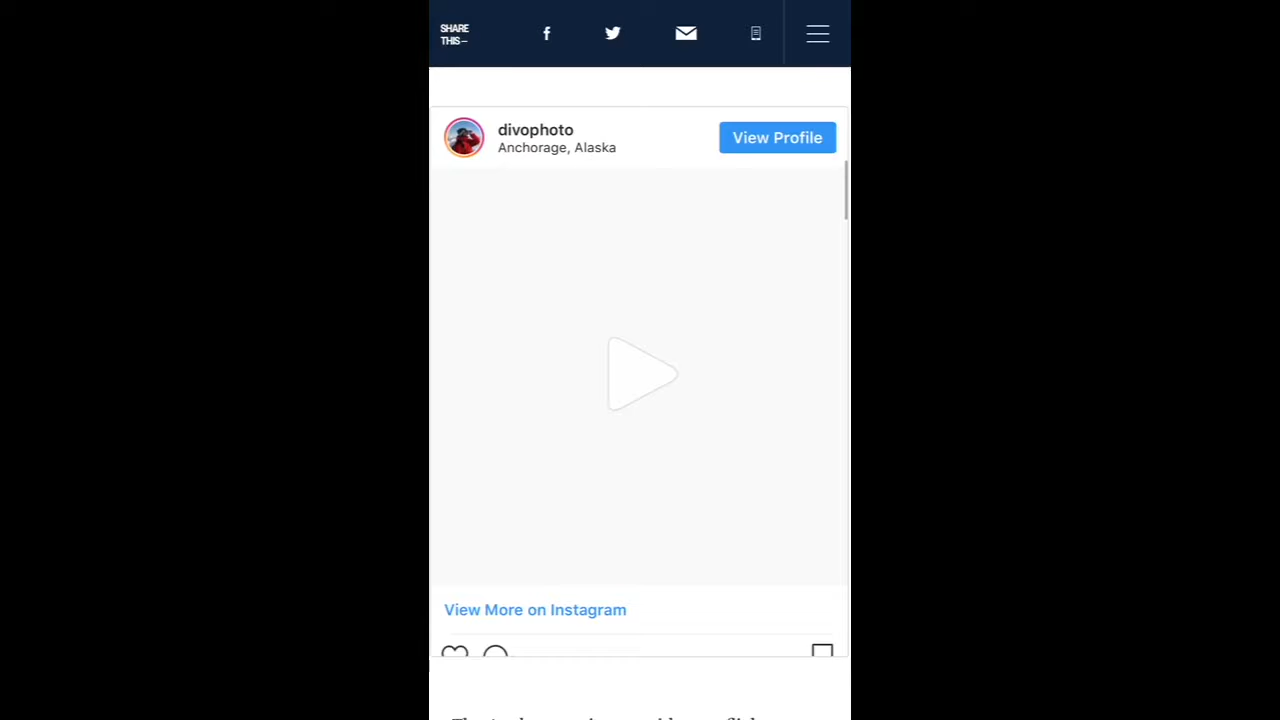 SHARE
THIS—
divophoto
Anchorage, Alaska
View Profile
View More on Instagram